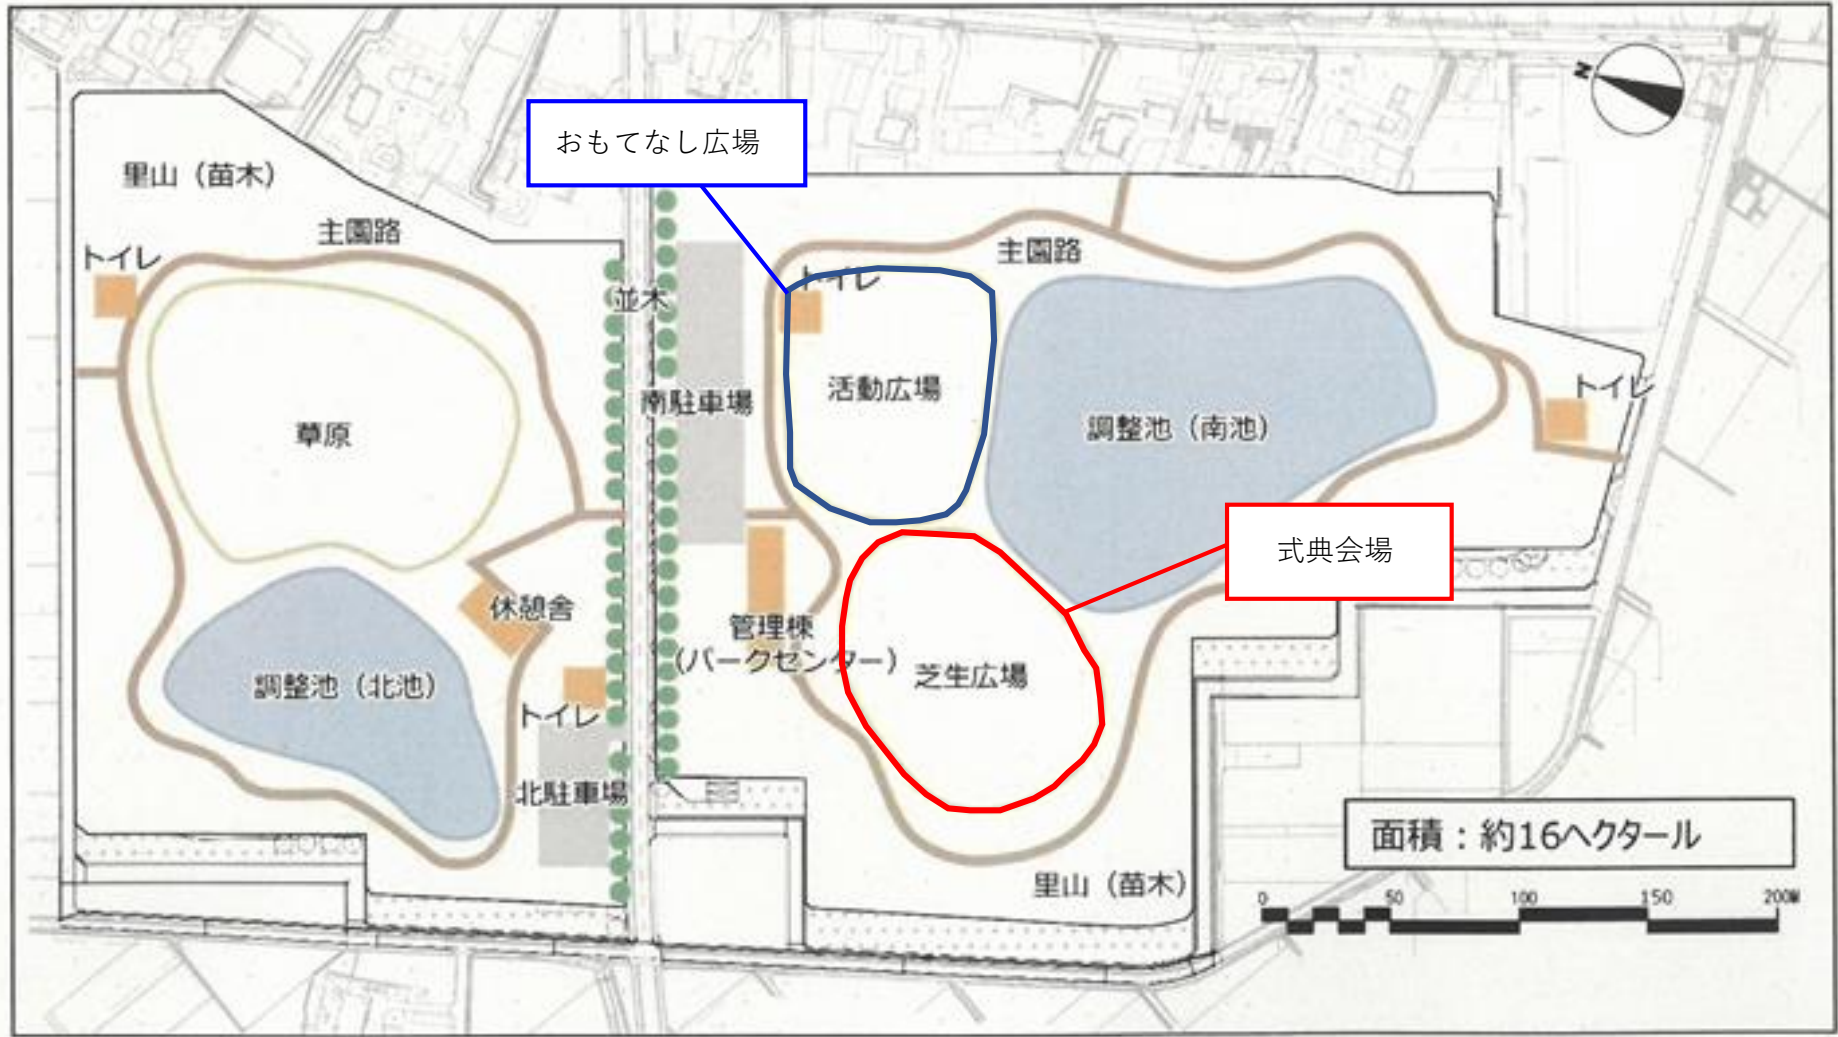 おもてなし広場
N
里山（苗木）
主園路
トイレ
並木
草原
南駐車場
主園路
トイレ
活動広場
調整池（南池）
トイレ
式典会場
休憩舎
調整池（北池）
トイレ
北駐車場
管理棟
（パークセンター）
芝生広場
里山（苗木）
面積：約16ヘクタール
0 50 100 150 200M